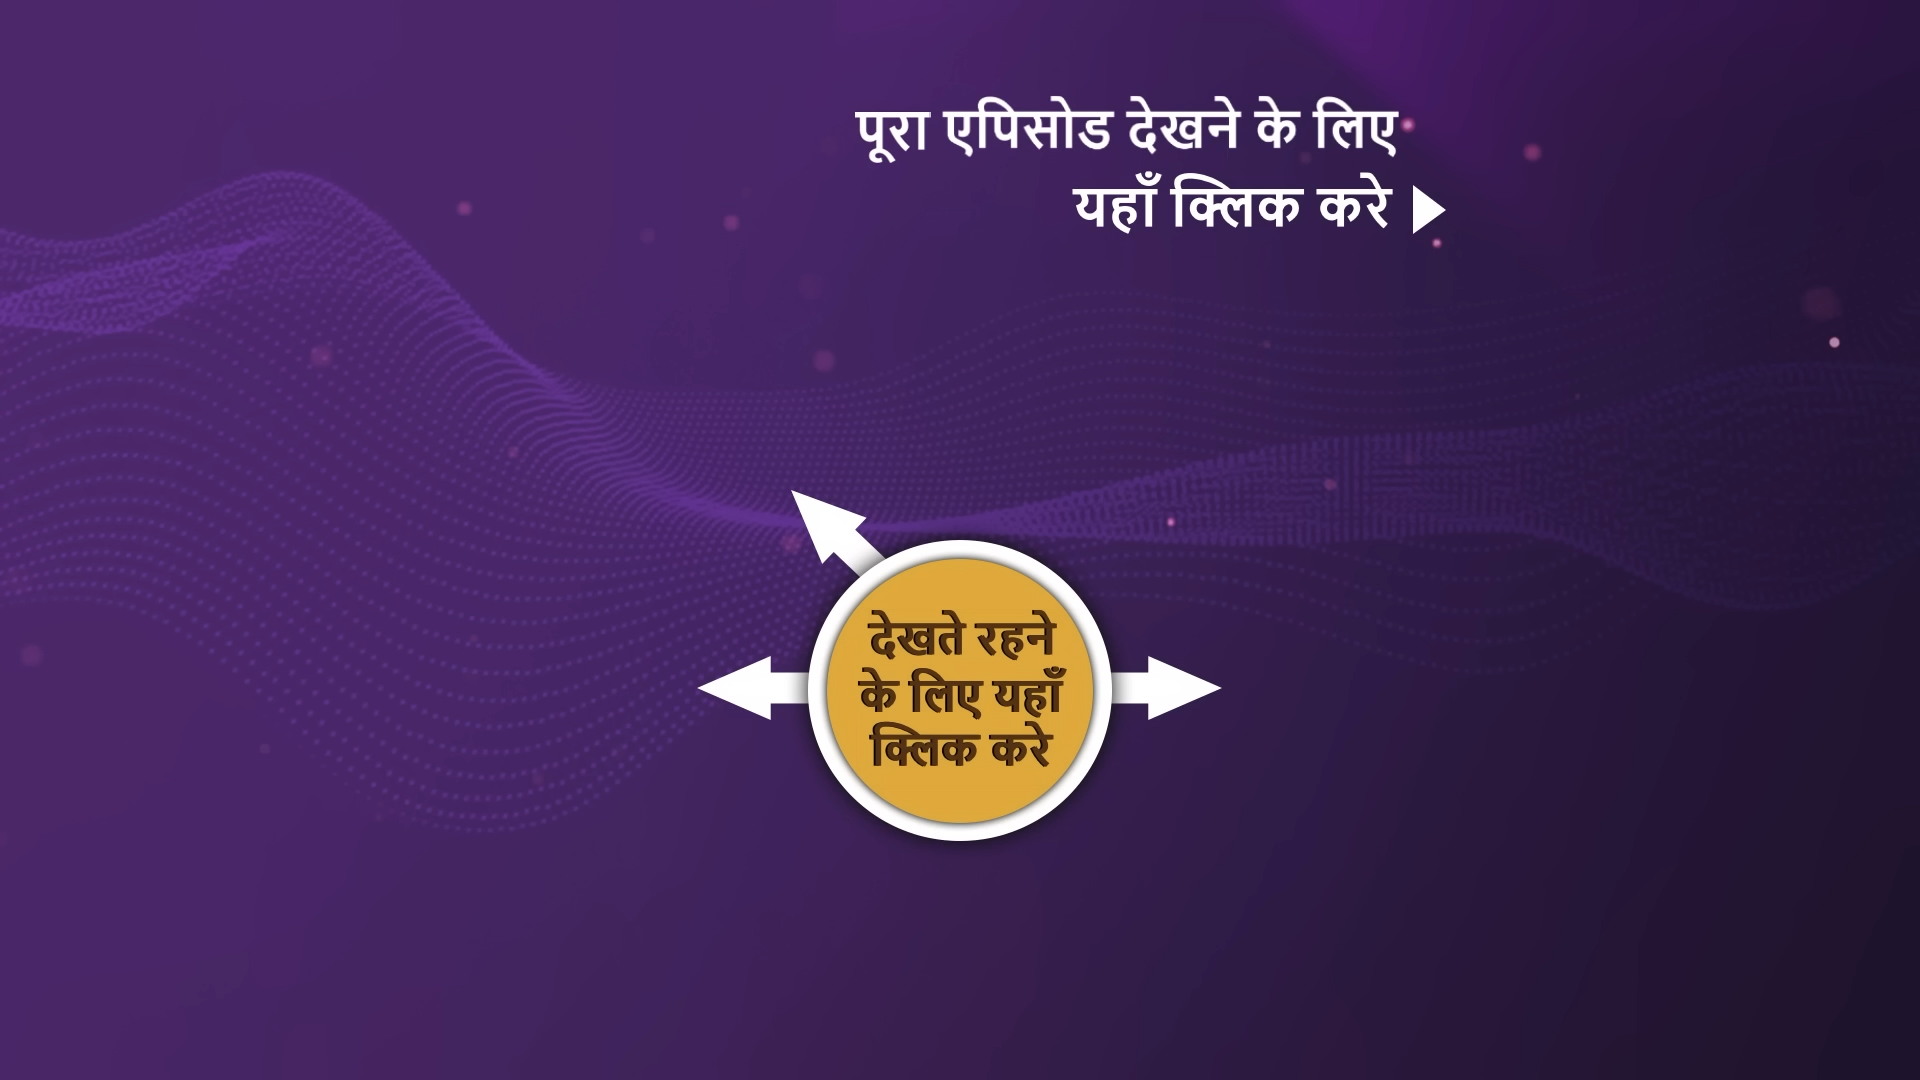 पूरा एपिसोड देखने के लिए
यहाँ क्लिक करे
देखते रहने
के लिए यहाँ
क्लिक करे